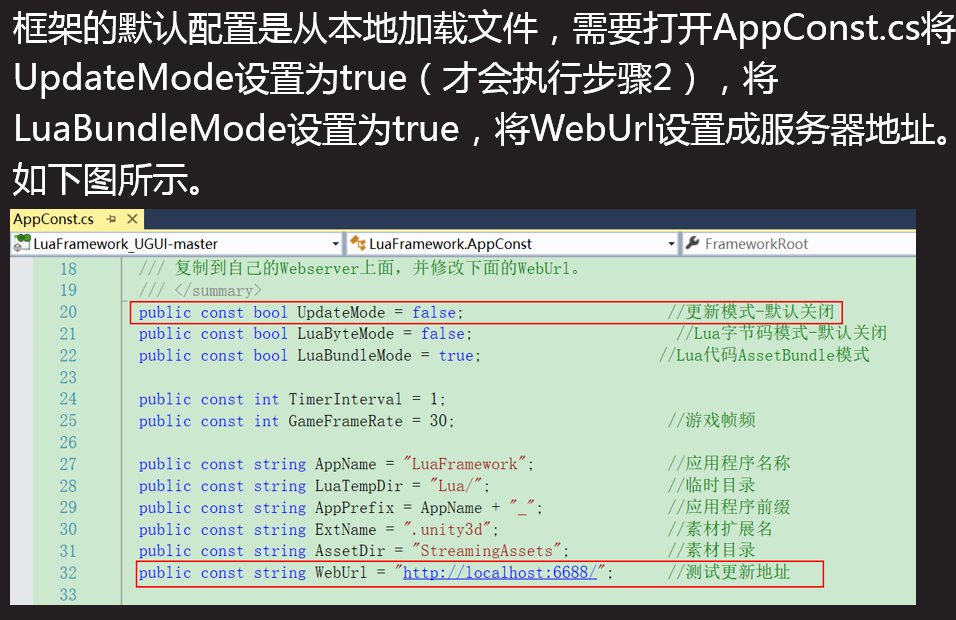 框架的默认配置是从本地加载文件，需要打开AppConst.cs将
UpdateMode设置为true（才会执行步骤2），将
LuaBundleMode设置为true，将WebUrl设置成服务器地址。
如下图所示。
AppConst.cs
LuaFramework_UGUI-master LuaFramework.AppConst FrameworkRoot
18 /// 复制到自己的Webserver上面，并修改下面的WebUrl。
19 /// </summary>
20 public const bool UpdateMode = false; //更新模式-默认关闭
21 public const bool LuaByteMode = false; //Lua字节码模式-默认关闭
22 public const bool LuaBundleMode = true; //Lua代码AssetBundle模式
23
24 public const int TimerInterval = 1;
25 public const int GameFrameRate = 30; //游戏帧频
26
27 public const string AppName = "LuaFramework"; //应用程序名称
28 public const string LuaTempDir = "Lua/"; //临时目录
29 public const string AppPrefix = AppName + "_"; //应用程序前缀
30 public const string ExtName = ".unity3d"; //素材扩展名
31 public const string AssetDir = "StreamingAssets"; //素材目录
32 public const string WebUrl = "http://localhost:6688/"; //测试更新地址
33